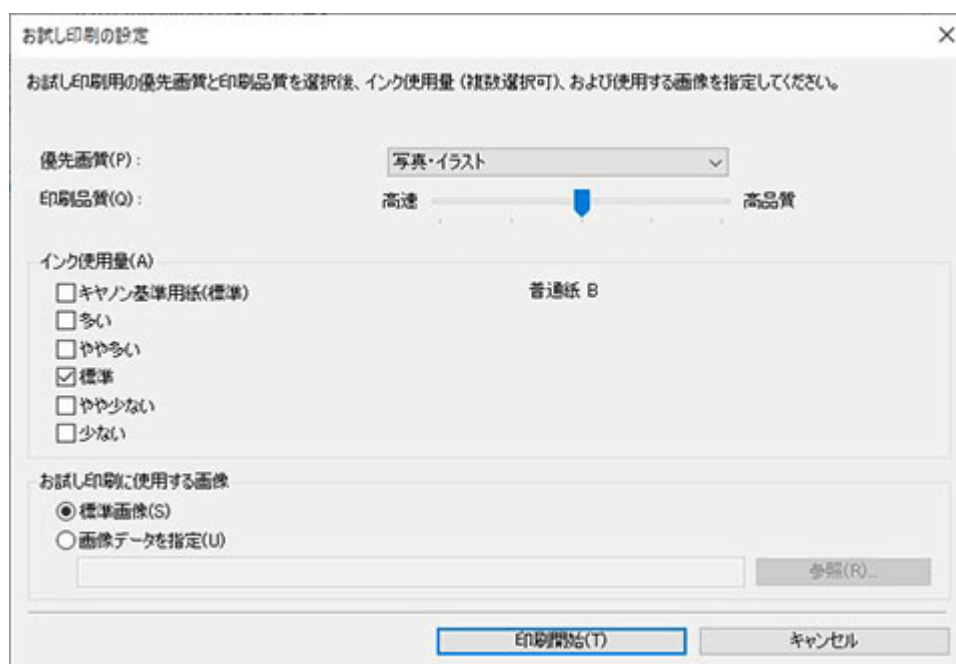 お試し印刷の設定
お試し印刷用の優先画質と印刷品質を選択後、インク使用量 (複数選択可)、および使用する画像を指定してください。
優先画質(P) : 写真・イラスト
印刷品質(Q) : 高速 高品質
インク使用量(A)
キヤノン基準用紙(標準) 普通紙 B
多い
やや多い
標準
やや少ない
少ない
お試し印刷に使用する画像
標準画像(S)
画像データを指定(U)
参照(R)...
印刷開始(T) キャンセル